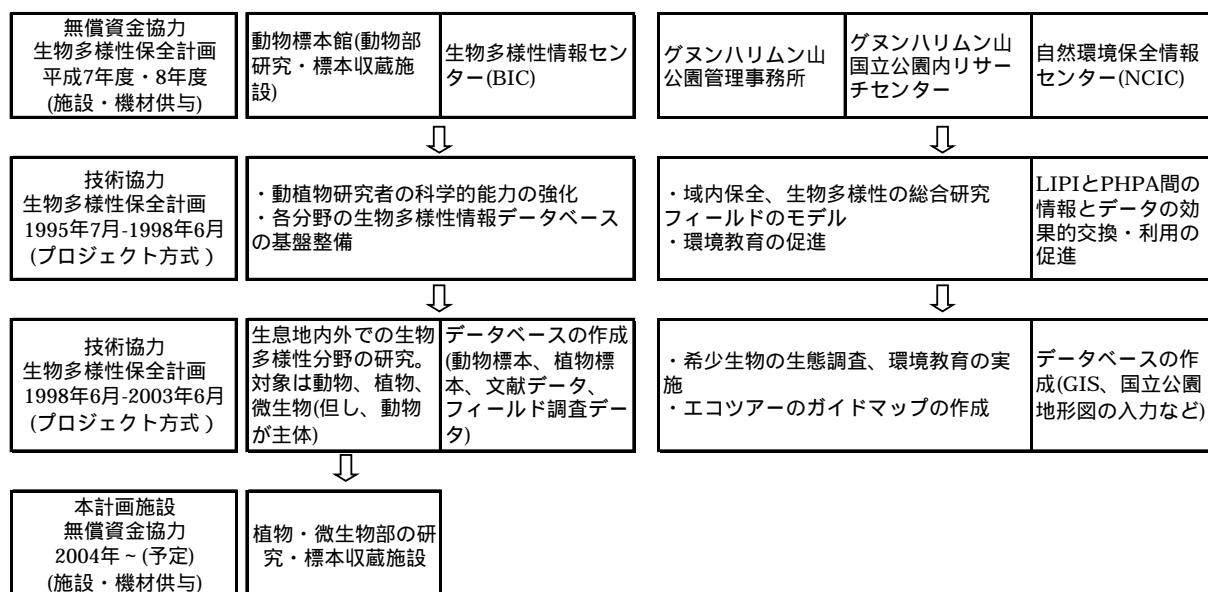 無償資金協力
生物多様性保全計画
平成7年度・8年度
(施設・機材供与)
動物標本館(動物部
研究・標本収蔵施
設)
生物多様性情報セン
ター(BIC)
グヌンハリムン山
公園管理事務所
グヌンハリムン山
国立公園内リサー
チセンター
自然環境保全情報
センター(NCIC)
技術協力
生物多様性保全計画
1995年7月-1998年6月
(プロジェクト方式 )
・動植物研究者の科学的能力の強化
・各分野の生物多様性情報データベース
の基盤整備
・域内保全、生物多様性の総合研究
フィールドのモデル
・環境教育の促進
LIPIとPHPA間の
情報とデータの効
果的交換・利用の
促進
技術協力
生物多様性保全計画
1998年6月-2003年6月
(プロジェクト方式 )
生息地内外での生物
多様性分野の研究。
対象は動物、植物、
微生物(但し、動物
が主体)
データベースの作成
(動物標本、植物標
本、文献データ、
フィールド調査デー
タ)
・希少生物の生態調査、環境教育の実
施
・エコツアーのガイドマップの作成
データベースの作
成(GIS、国立公園
地形図の入力など)
本計画施設
無償資金協力
2004年~(予定)
(施設・機材供与)
植物・微生物部の研
究・標本収蔵施設